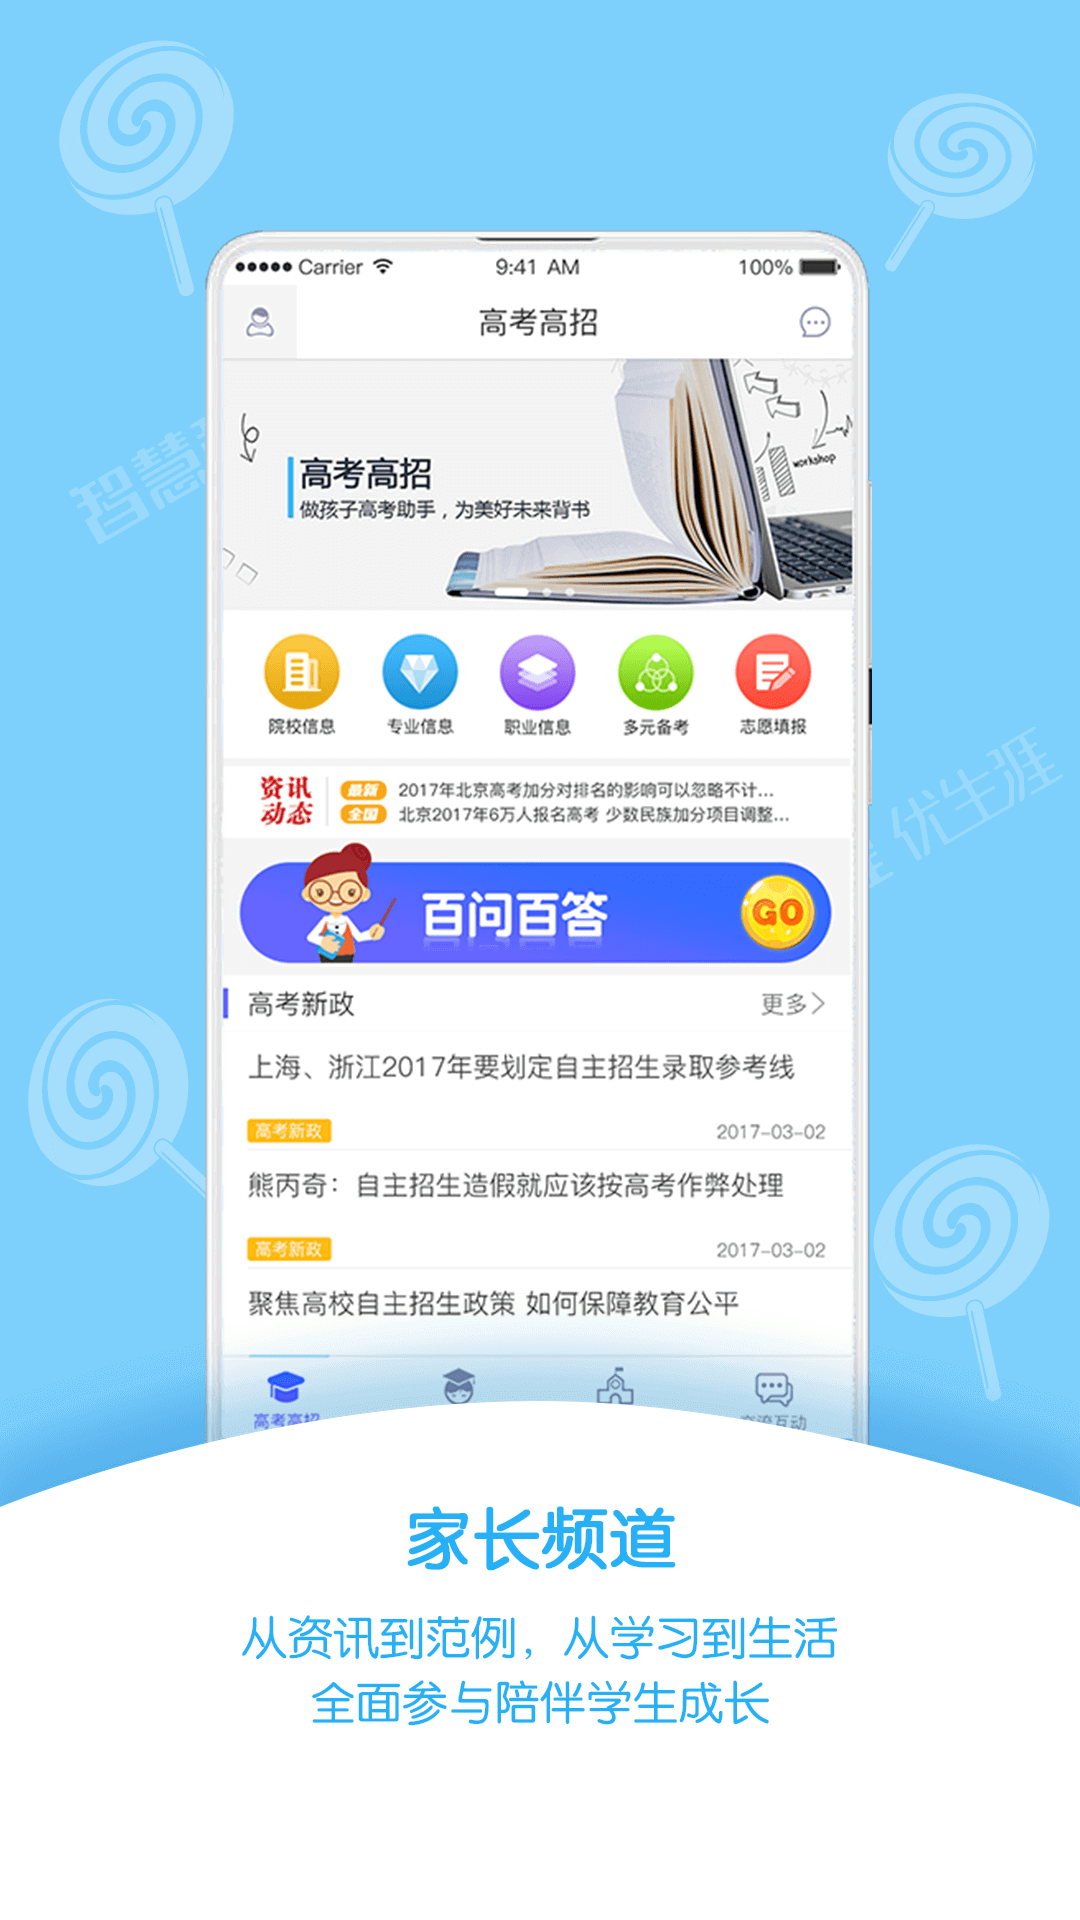 Carrier
9:41 AM
100%
高考高招
高考高招
做孩子高考助手，为美好未来背书
workshop
院校信息
专业信息
职业信息
多元备考
志愿填报
资讯动态
最新 2017年北京高考加分对排名的影响可以忽略不计...
全国 北京2017年6万人报名高考 少数民族加分项目调整...
智慧
优生涯
百问百答
GO
高考新政
更多
上海、浙江2017年要划定自主招生录取参考线
高考新政
2017-03-02
熊丙奇：自主招生造假就应该按高考作弊处理
高考新政
2017-03-02
聚焦高校自主招生政策 如何保障教育公平
高考高招
交流互动
家长频道
从资讯到范例，从学习到生活
全面参与陪伴学生成长